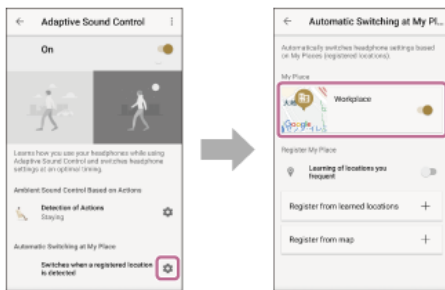 Adaptive Sound Control
On
Learns how you use your headphones while using
Adaptive Sound Control and switches headphone
settings at an optimal timing.
Ambient Sound Control Based on Actions
Detection of Actions
Staying
Automatic Switching at My Place
Switches when a registered location
is detected
Automatic Switching at My Pl...
Automatically switches headphone settings based
on My Places (registered locations).
My Place
Workplace
Google
Register My Place
Learning of locations you
frequent
Register from learned locations
Register from map